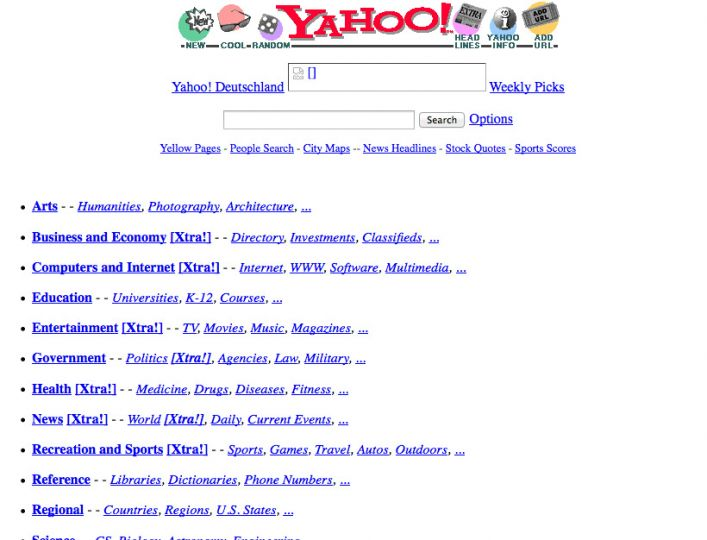 New
EXTRA
i
ADD URL
YAHOO!
NEW COOL RANDOM HEAD LINES YAHOO INFO ADD URL
Yahoo! Deutschland [] Weekly Picks
Search Options
Yellow Pages - People Search - City Maps -- News Headlines - Stock Quotes - Sports Scores
• Arts - - Humanities, Photography, Architecture, ...
• Business and Economy [Xtra!] - - Directory, Investments, Classifieds, ...
• Computers and Internet [Xtra!] - - Internet, WWW, Software, Multimedia, ...
• Education - - Universities, K-12, Courses, ...
• Entertainment [Xtra!] - - TV, Movies, Music, Magazines, ...
• Government - - Politics [Xtra!], Agencies, Law, Military, ...
• Health [Xtra!] - - Medicine, Drugs, Diseases, Fitness, ...
• News [Xtra!] - - World [Xtra!], Daily, Current Events, ...
• Recreation and Sports [Xtra!] - - Sports, Games, Travel, Autos, Outdoors, ...
• Reference - - Libraries, Dictionaries, Phone Numbers, ...
• Regional - - Countries, Regions, U.S. States, ...
• Science - - CS, Biology, Astronomy, Engineering